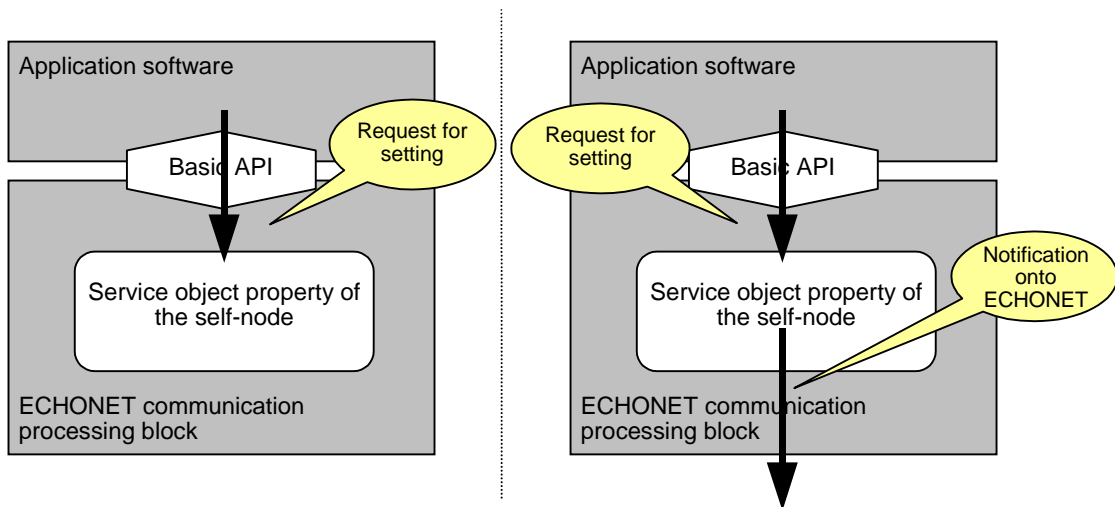 Application software
Request for
setting
Basic API
Service object property of
the self-node
ECHONET communication
processing block
Application software
Request for
setting
Basic API
Notification
onto
ECHONET
Service object property of
the self-node
ECHONET communication
processing block